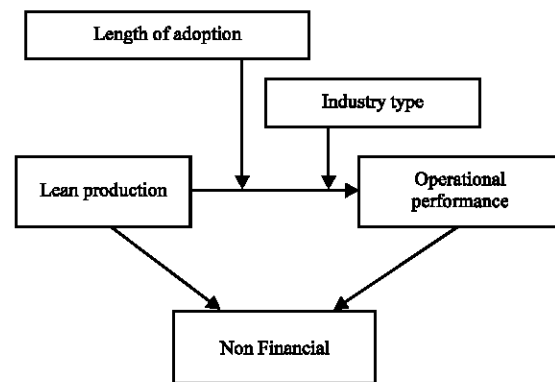 Length of adoption
Industry type
Lean production
Operational
performance
Non Financial